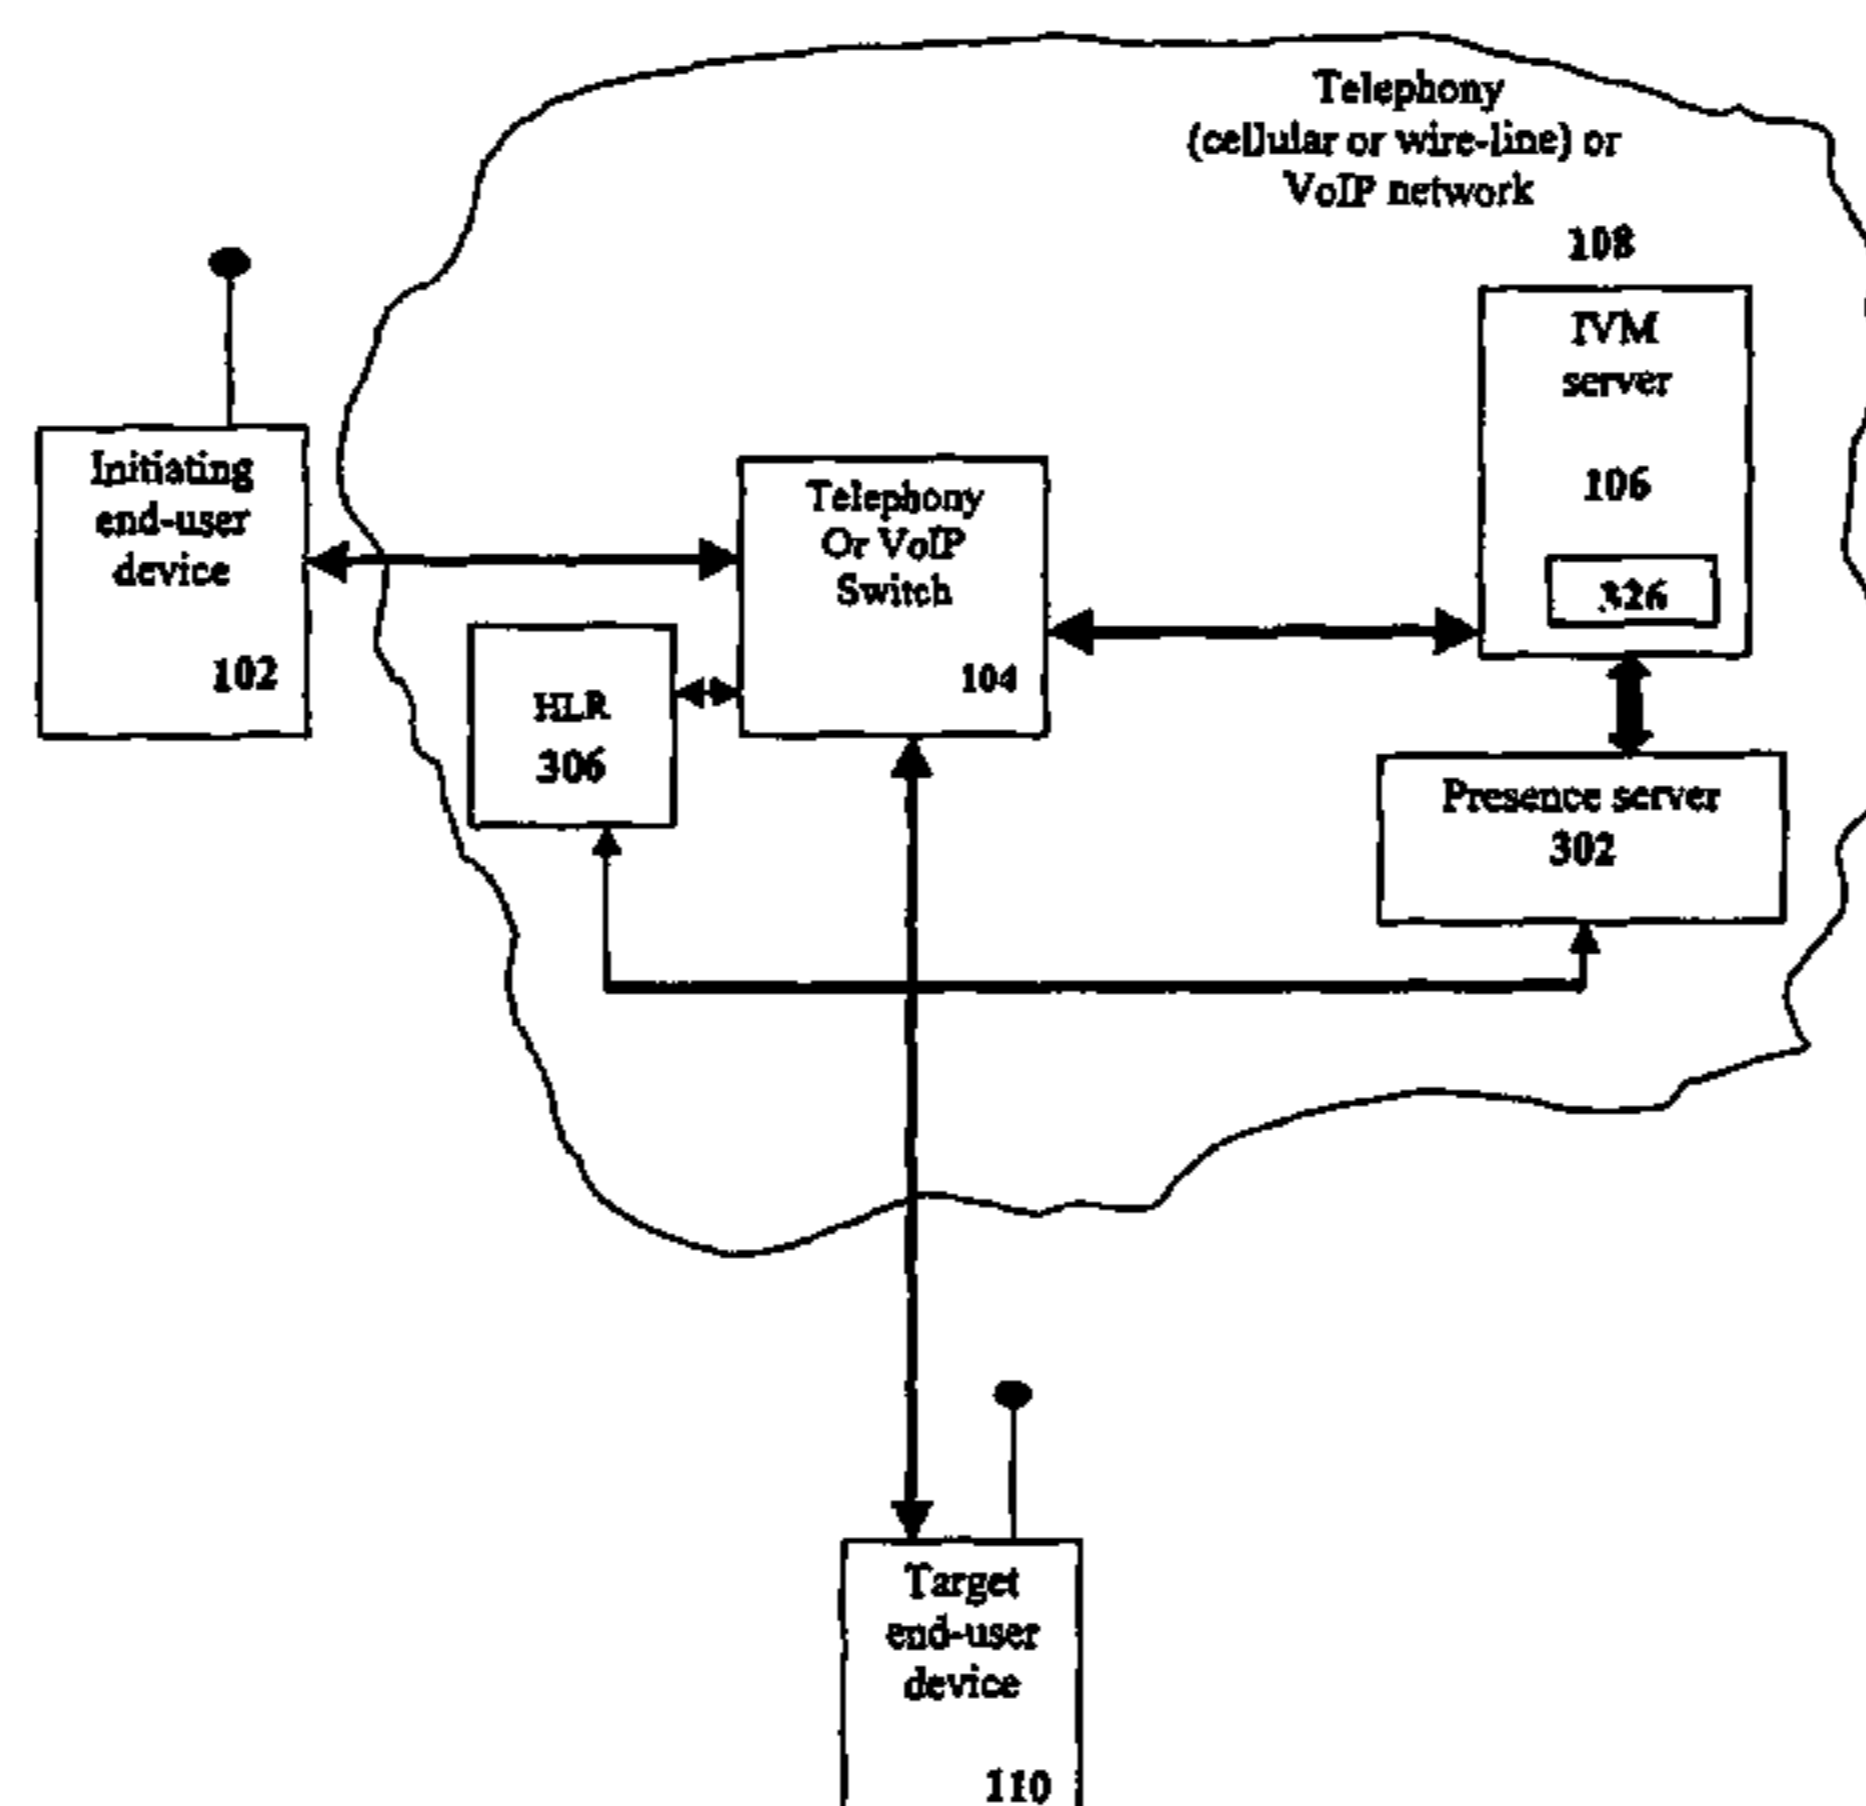 Telephony
(cellular or wire-line) or
VoIP network
108
IVM
server
106
326
Initiating
end-user
device
102
Telephony
Or VoIP
Switch
104
HLR
306
Presence server
302
Target
end-user
device
110